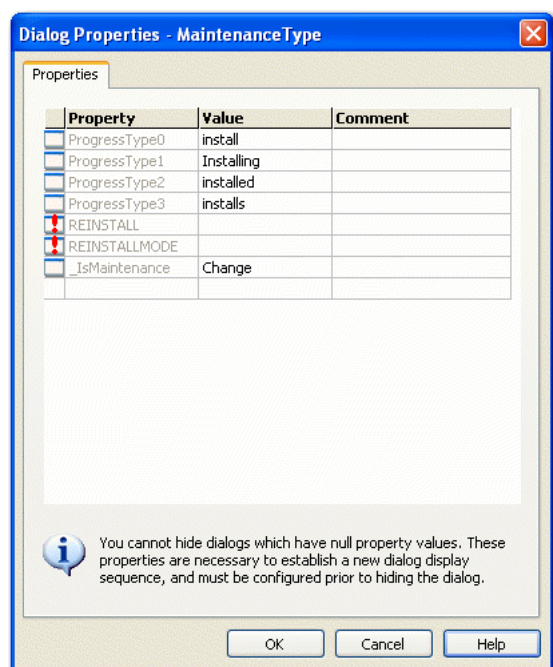 Dialog Properties - MaintenanceType
Properties
Property Value Comment
ProgressType0 install
ProgressType1 Installing
ProgressType2 installed
ProgressType3 installs
REINSTALL
REINSTALLMODE
_IsMaintenance Change
You cannot hide dialogs which have null property values. These
properties are necessary to establish a new dialog display
sequence, and must be configured prior to hiding the dialog.
OK Cancel Help